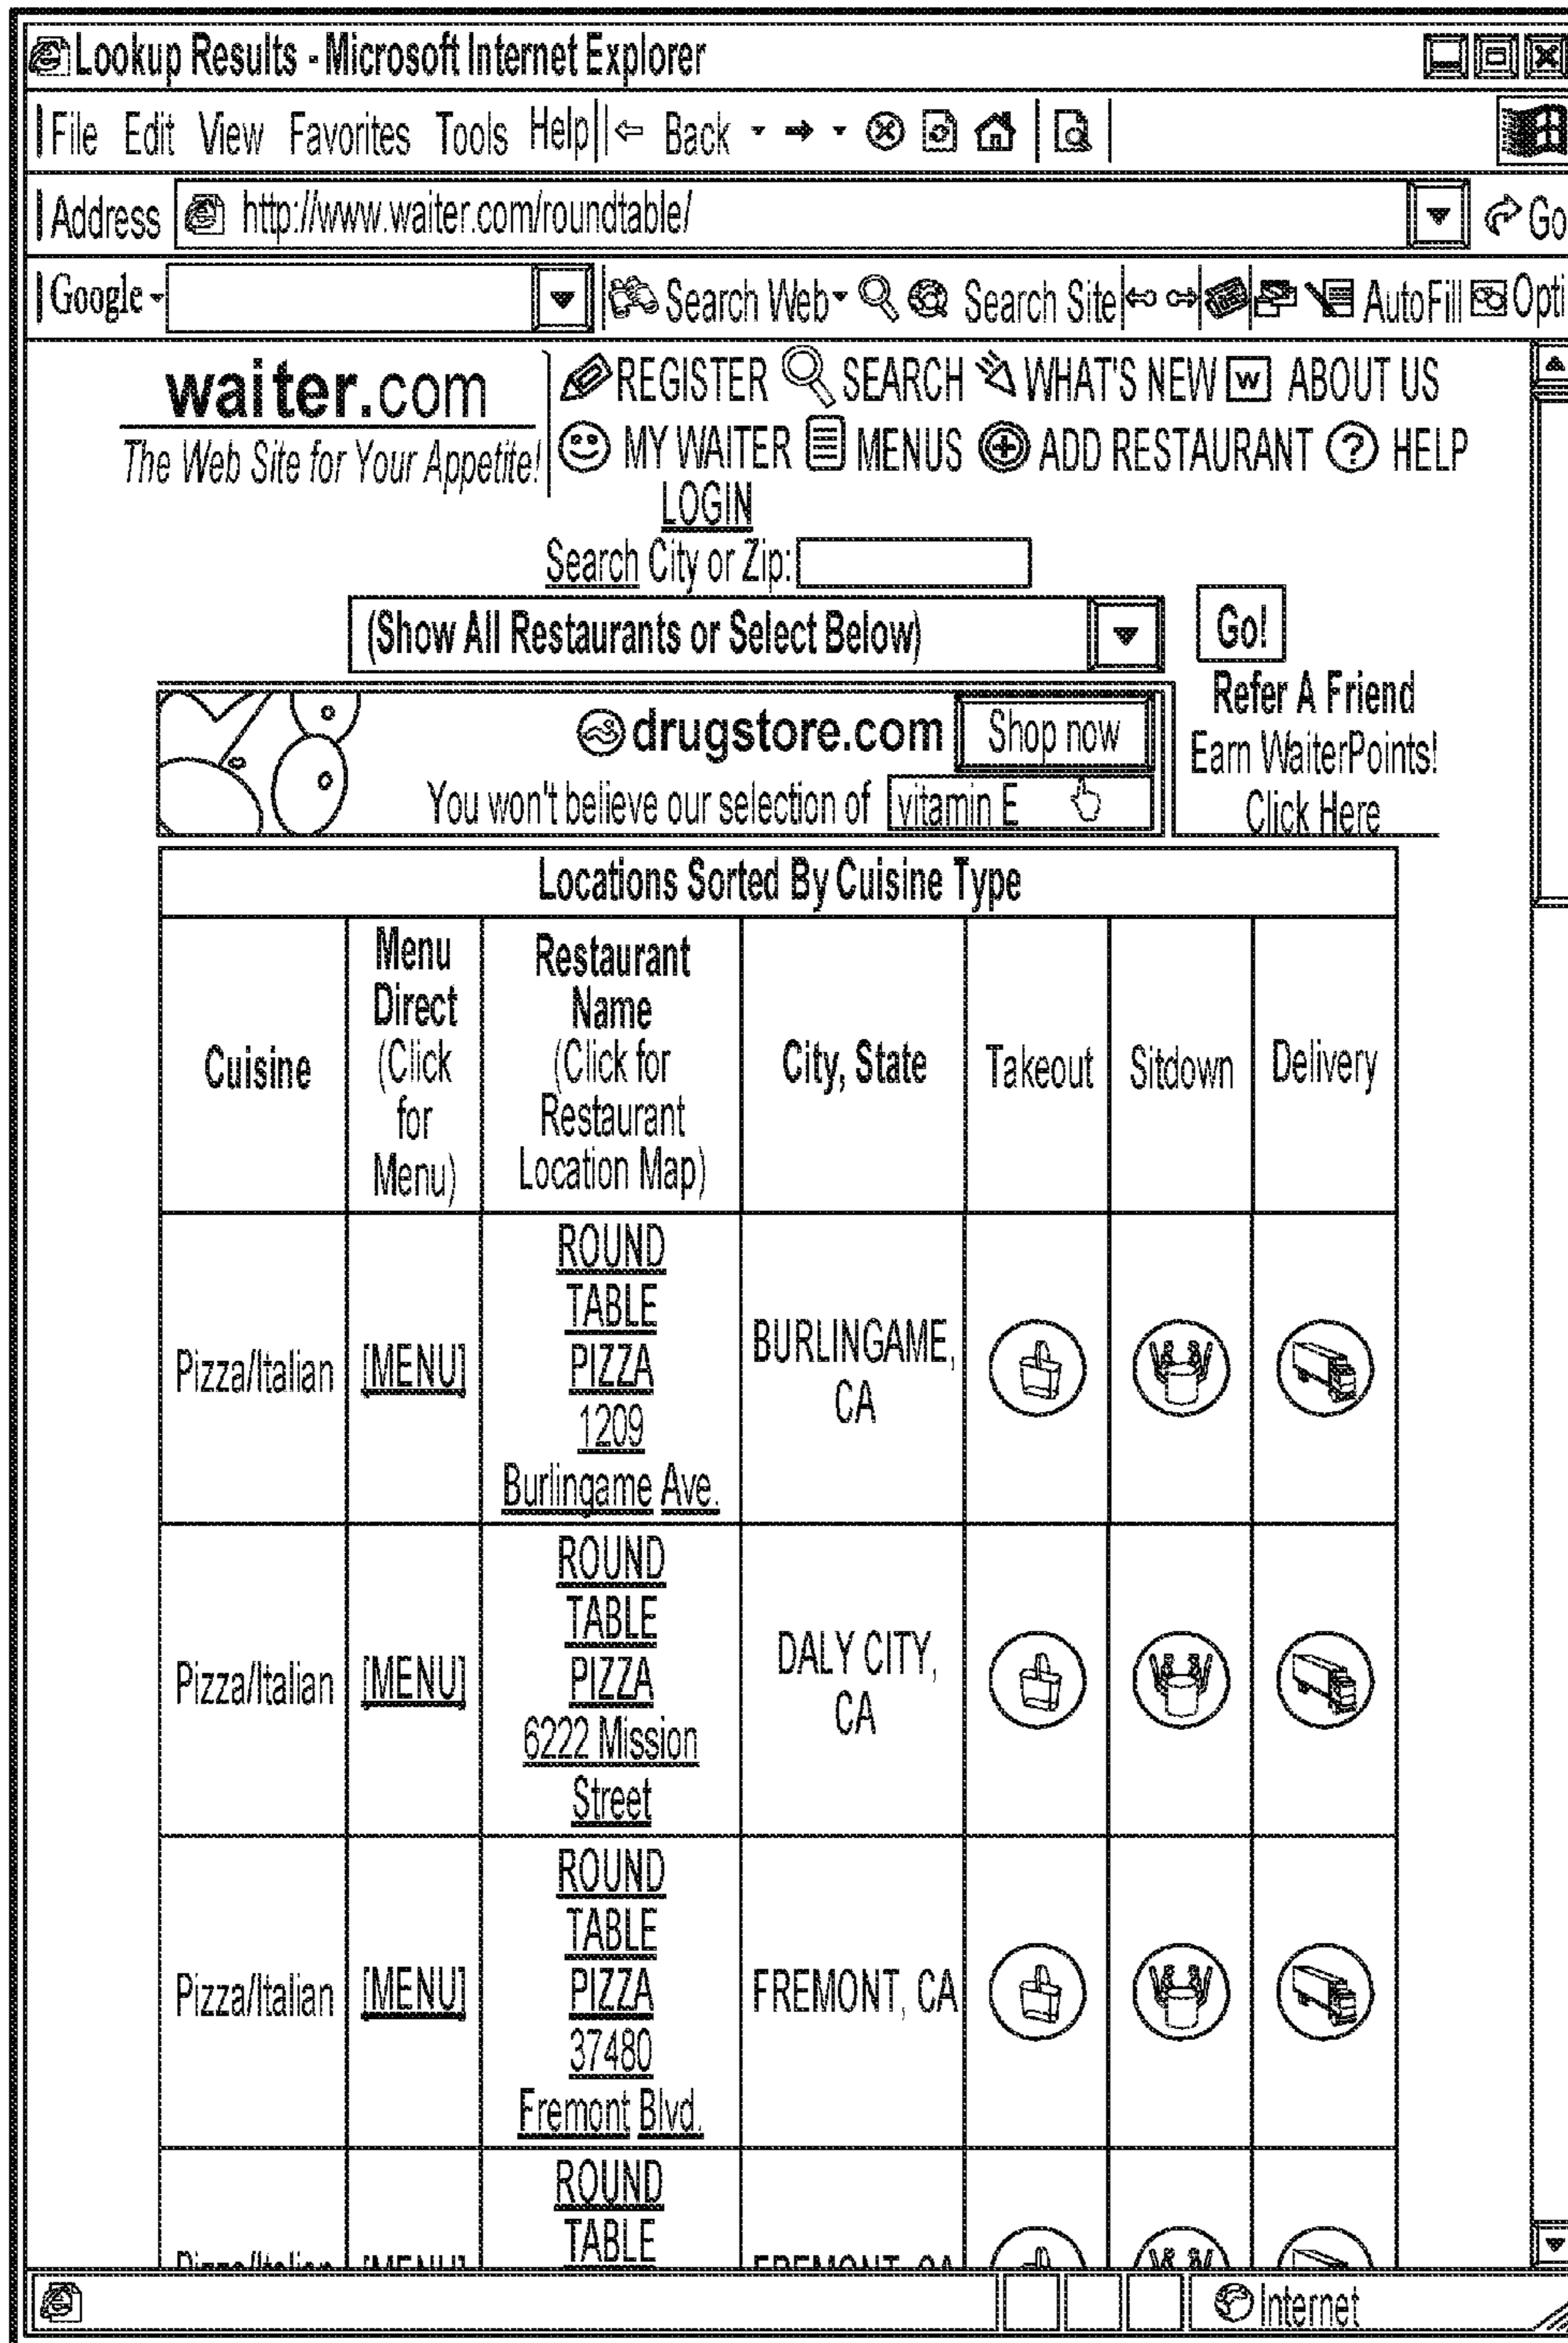 Lookup Results - Microsoft Internet Explorer
File Edit View Favorites Tools Help Back
Address http://www.waiter.com/roundtable/ Go
Google Search Web Search Site AutoFill Opti
waiter.com
The Web Site for Your Appetite!
REGISTER SEARCH WHAT'S NEW W ABOUT US
MY WAITER MENUS ADD RESTAURANT ? HELP
LOGIN
Search City or Zip:
(Show All Restaurants or Select Below) Go!
drugstore.com Shop now
You won't believe our selection of vitamin E
Refer A Friend
Earn WaiterPoints!
Click Here
Locations Sorted By Cuisine Type
Cuisine
Menu
Direct
(Click
for
Menu)
Restaurant
Name
(Click for
Restaurant
Location Map)
City, State
Takeout
Sitdown
Delivery
Pizza/Italian
[MENU]
ROUND
TABLE
PIZZA
1209
Burlingame Ave.
BURLINGAME,
CA
Pizza/Italian
[MENU]
ROUND
TABLE
PIZZA
6222 Mission
Street
DALY CITY,
CA
Pizza/Italian
[MENU]
ROUND
TABLE
PIZZA
37480
Fremont Blvd.
FREMONT, CA
Pizza/Italian
[MENU]
ROUND
TABLE
FREMONT, CA
Internet